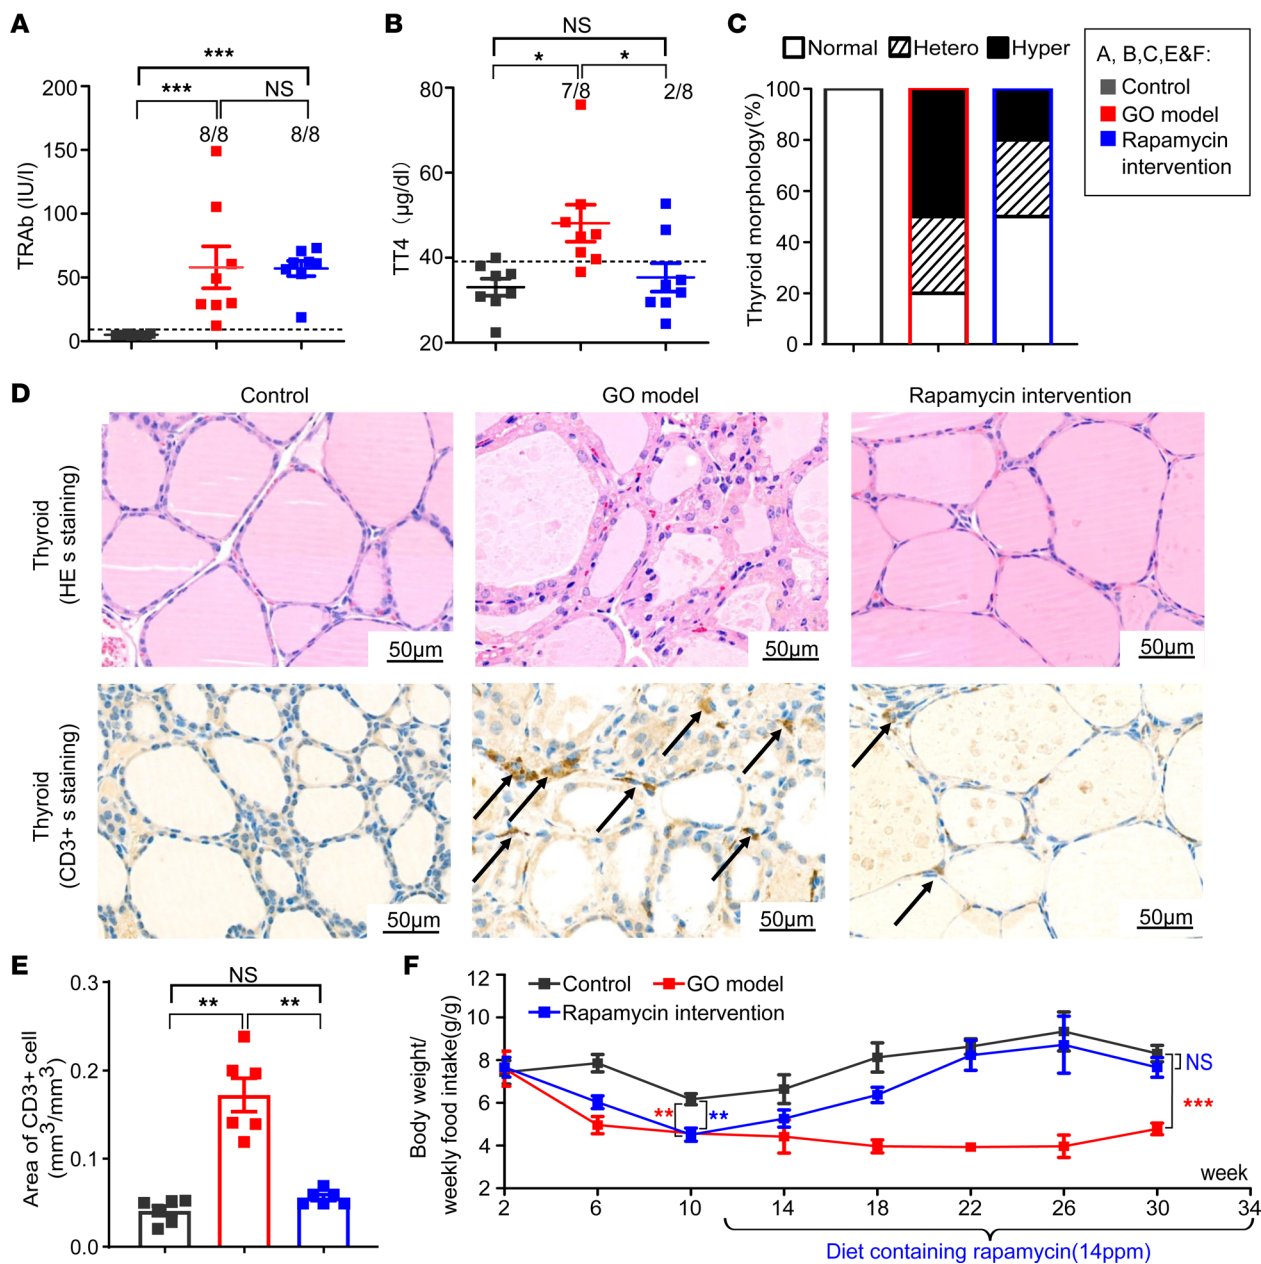 A
***
***
NS
8/8
8/8
TRAb (IU/l)
200
150
100
50
0
B
NS
*
*
7/8
2/8
TT4 (µg/dl)
80
60
40
20
C
Normal
Hetero
Hyper
Thyroid morphology(%)
100
80
60
40
20
0
A, B,C,E&F:
Control
GO model
Rapamycin
intervention
D
Control
GO model
Rapamycin intervention
Thyroid
(HE s staining)
50µm
50µm
50µm
Thyroid
(CD3+ s staining)
50µm
50µm
50µm
E
NS
**
**
Area of CD3+ cell
(mm3/mm3)
0.3
0.2
0.1
0.0
F
Control
GO model
Rapamycin intervention
Body weight/
weekly food intake(g/g)
12
10
8
6
4
2
**
**
NS
***
week
2
6
10
14
18
22
26
30
34
Diet containing rapamycin(14ppm)